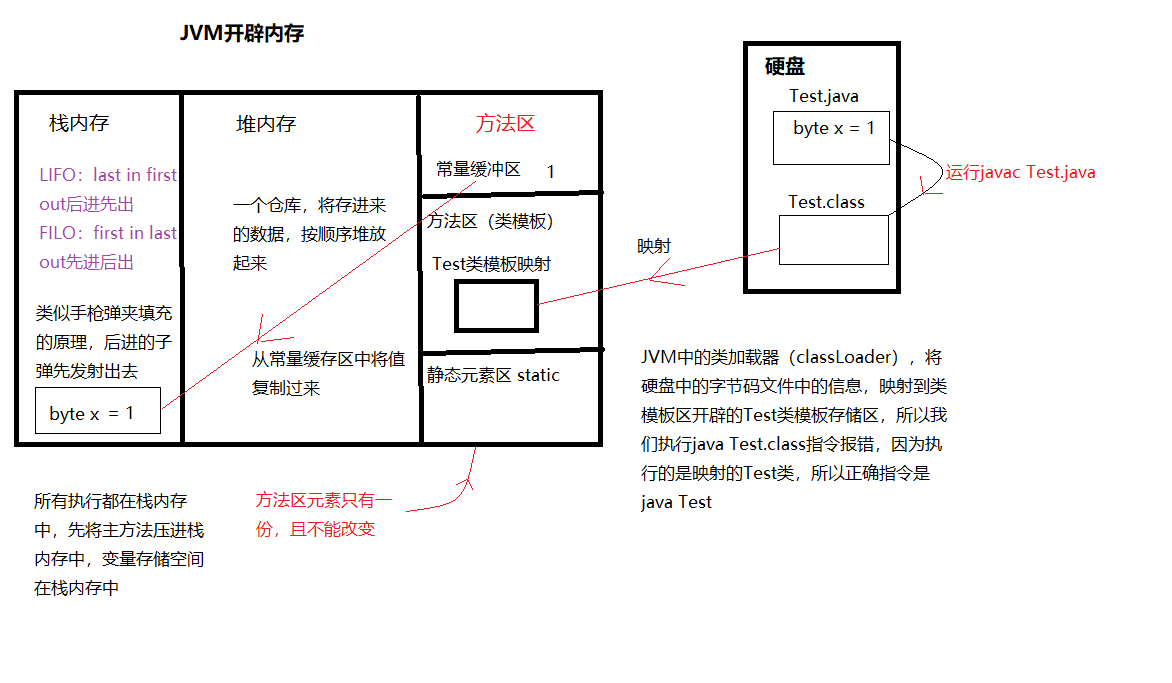 JVM开辟内存
栈内存
LIFO：last in first
out后进先出
FILO：first in last
out先进后出
类似手枪弹夹填充
的原理，后进的子
弹先发射出去
byte x = 1
堆内存
一个仓库，将存进来
的数据，按顺序堆放
起来
从常量缓存区中将值
复制过来
方法区
常量缓冲区 1
方法区（类模板）
Test类模板映射
静态元素区 static
所有执行都在栈内存
中，先将主方法压进栈
内存中，变量存储空间
在栈内存中
方法区元素只有一
份，且不能改变
硬盘
Test.java
byte x = 1
运行javac Test.java
Test.class
映射
JVM中的类加载器（classLoader），将
硬盘中的字节码文件中的信息，映射到类
模板区开辟的Test类模板存储区，所以我
们执行java Test.class指令报错，因为执
行的是映射的Test类，所以正确指令是
java Test